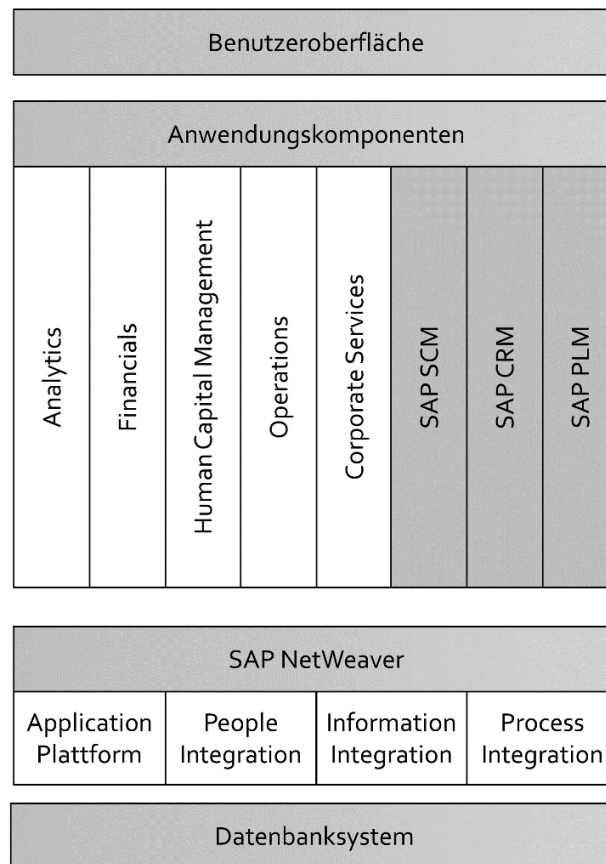 Benutzeroberfläche
Anwendungskomponenten
Analytics
Financials
Human Capital Management
Operations
Corporate Services
SAP SCM
SAP CRM
SAP PLM
SAP NetWeaver
Application
Plattform
People
Integration
Information
Integration
Process
Integration
Datenbanksystem